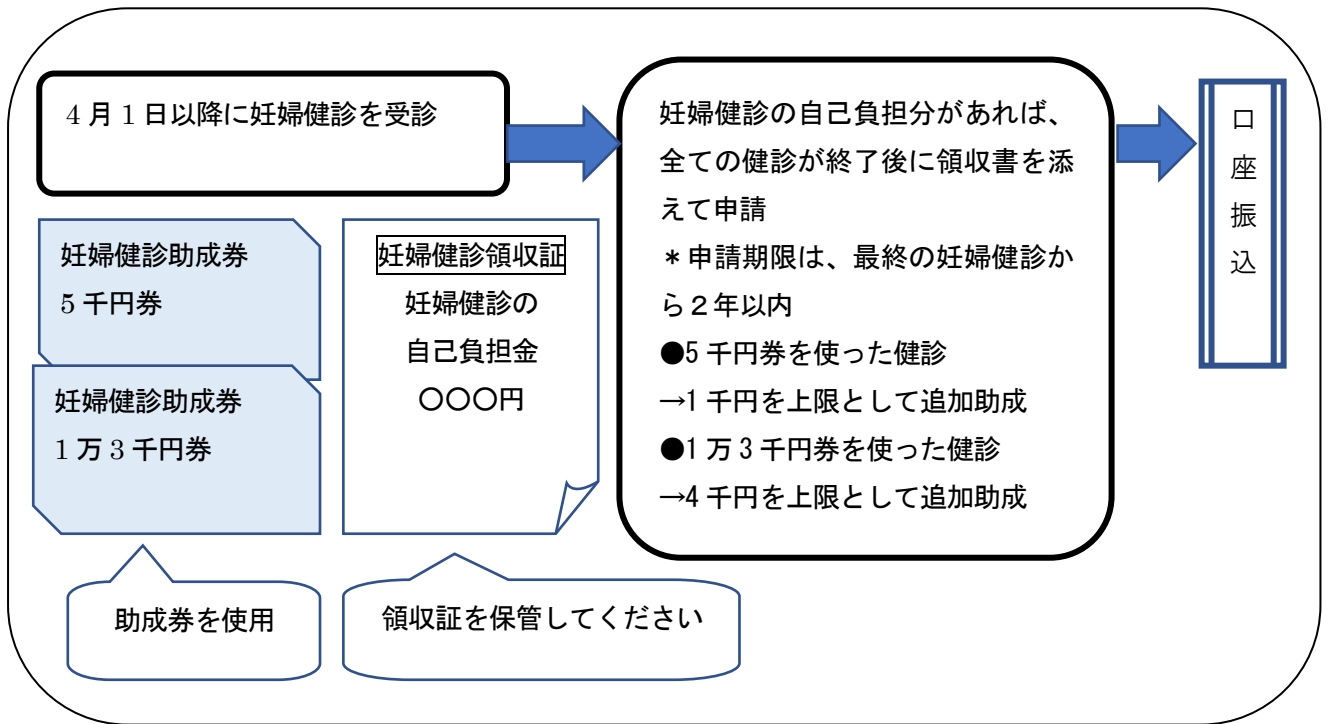 4月1日以降に妊婦健診を受診
妊婦健診助成券
5千円券
妊婦健診助成券
1万3千円券
助成券を使用
妊婦健診領収証
妊婦健診の
自己負担金
〇〇〇円
領収証を保管してください
妊婦健診の自己負担分があれば、
全ての健診が終了後に領収書を添
えて申請
＊申請期限は、最終の妊婦健診か
ら２年以内
●5千円券を使った健診
→1千円を上限として追加助成
●1万3千円券を使った健診
→4千円を上限として追加助成
口座振込